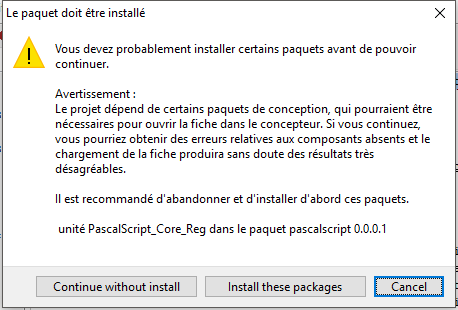 Le paquet doit être installé
Vous devez probablement installer certains paquets avant de pouvoir
continuer.
Avertissement :
Le projet dépend de certains paquets de conception, qui pourraient être
nécessaires pour ouvrir la fiche dans le concepteur. Si vous continuez,
vous pourriez obtenir des erreurs relatives aux composants absents et le
chargement de la fiche produira sans doute des résultats très
désagréables.
Il est recommandé d'abandonner et d'installer d'abord ces paquets.
unité PascalScript_Core_Reg dans le paquet pascalscript 0.0.0.1
Continue without install
Install these packages
Cancel